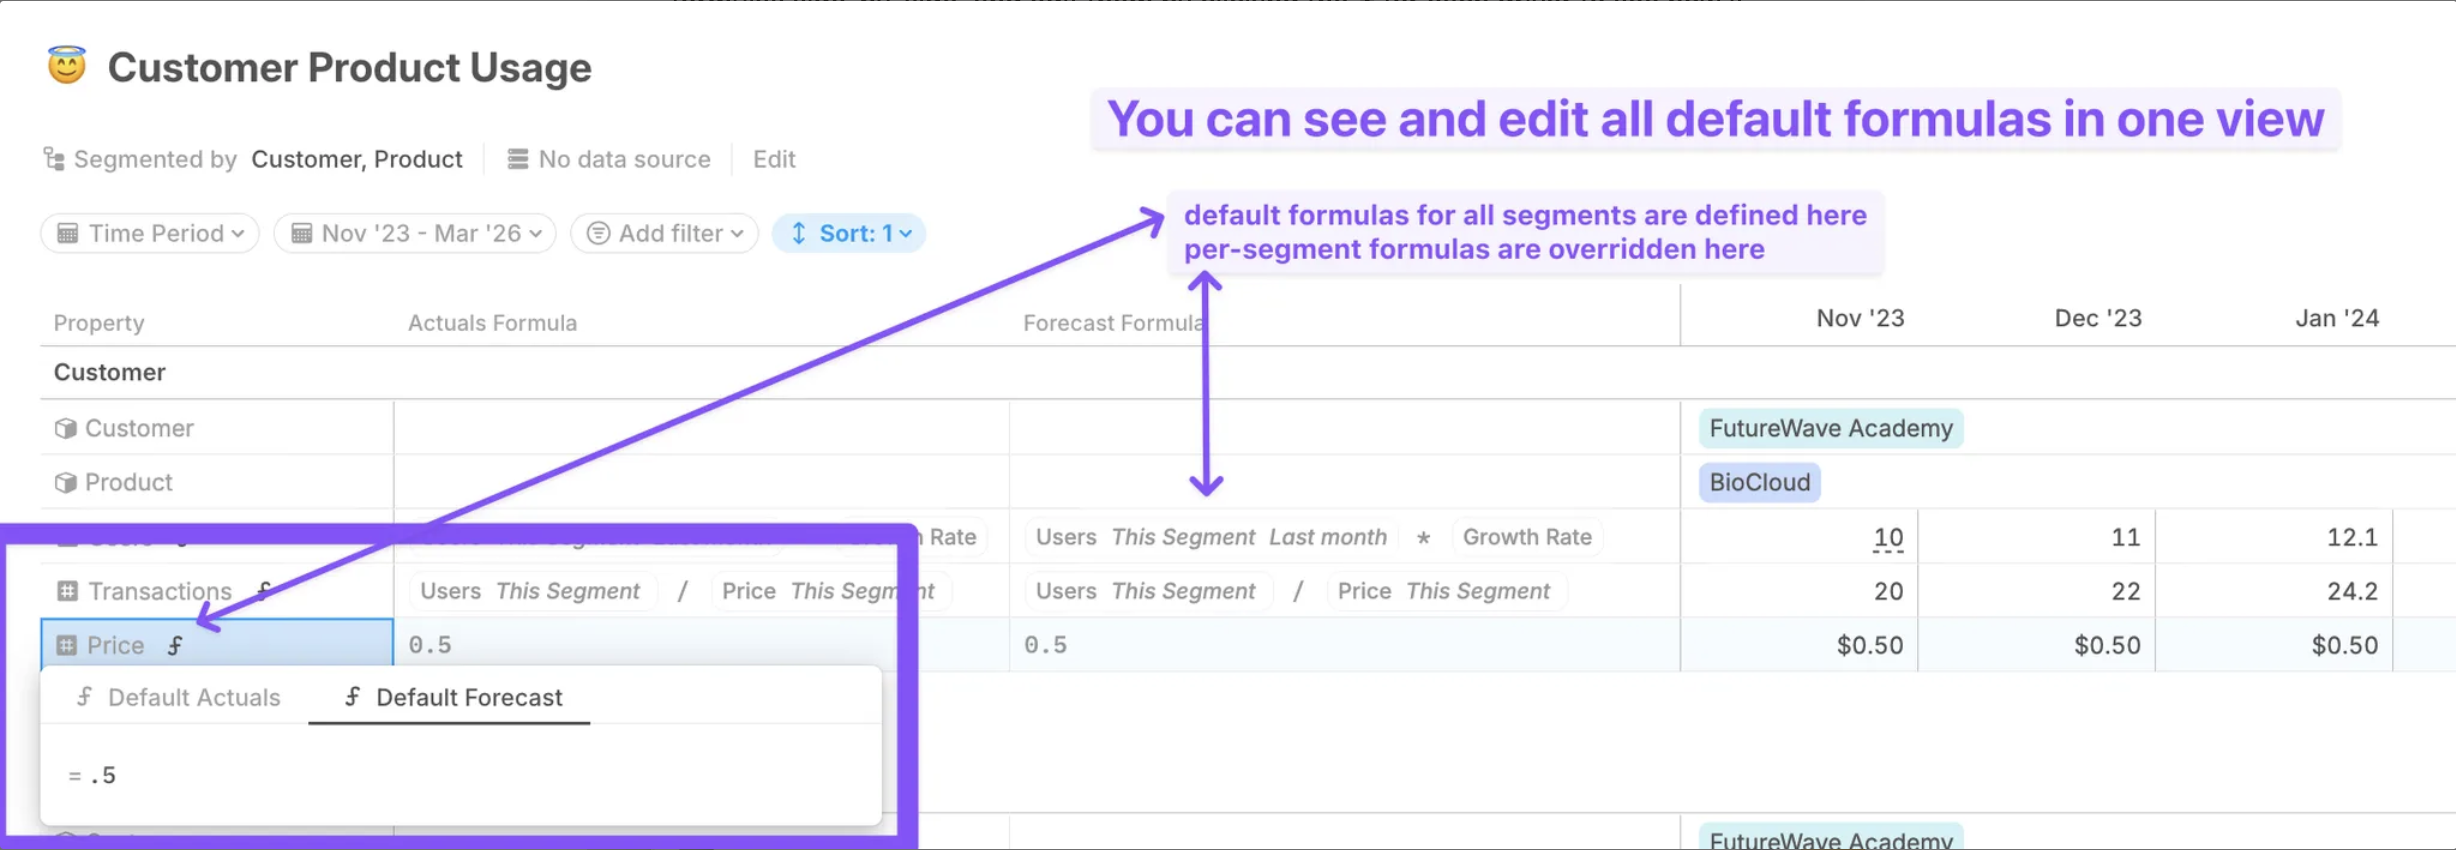 Customer Product Usage
You can see and edit all default formulas in one view
Segmented by Customer, Product No data source Edit
default formulas for all segments are defined here
per-segment formulas are overridden here
Time Period Nov '23 - Mar '26 Add filter Sort: 1
Property Actuals Formula Forecast Formula Nov '23 Dec '23 Jan '24
Customer
Customer FutureWave Academy
Product BioCloud
Rate Users This Segment Last month * Growth Rate 10 11 12.1
Transactions Users This Segment / Price This Segment Users This Segment / Price This Segment 20 22 24.2
Price 0.5 0.5 $0.50 $0.50 $0.50
Default Actuals Default Forecast
= .5
FutureWave Academy